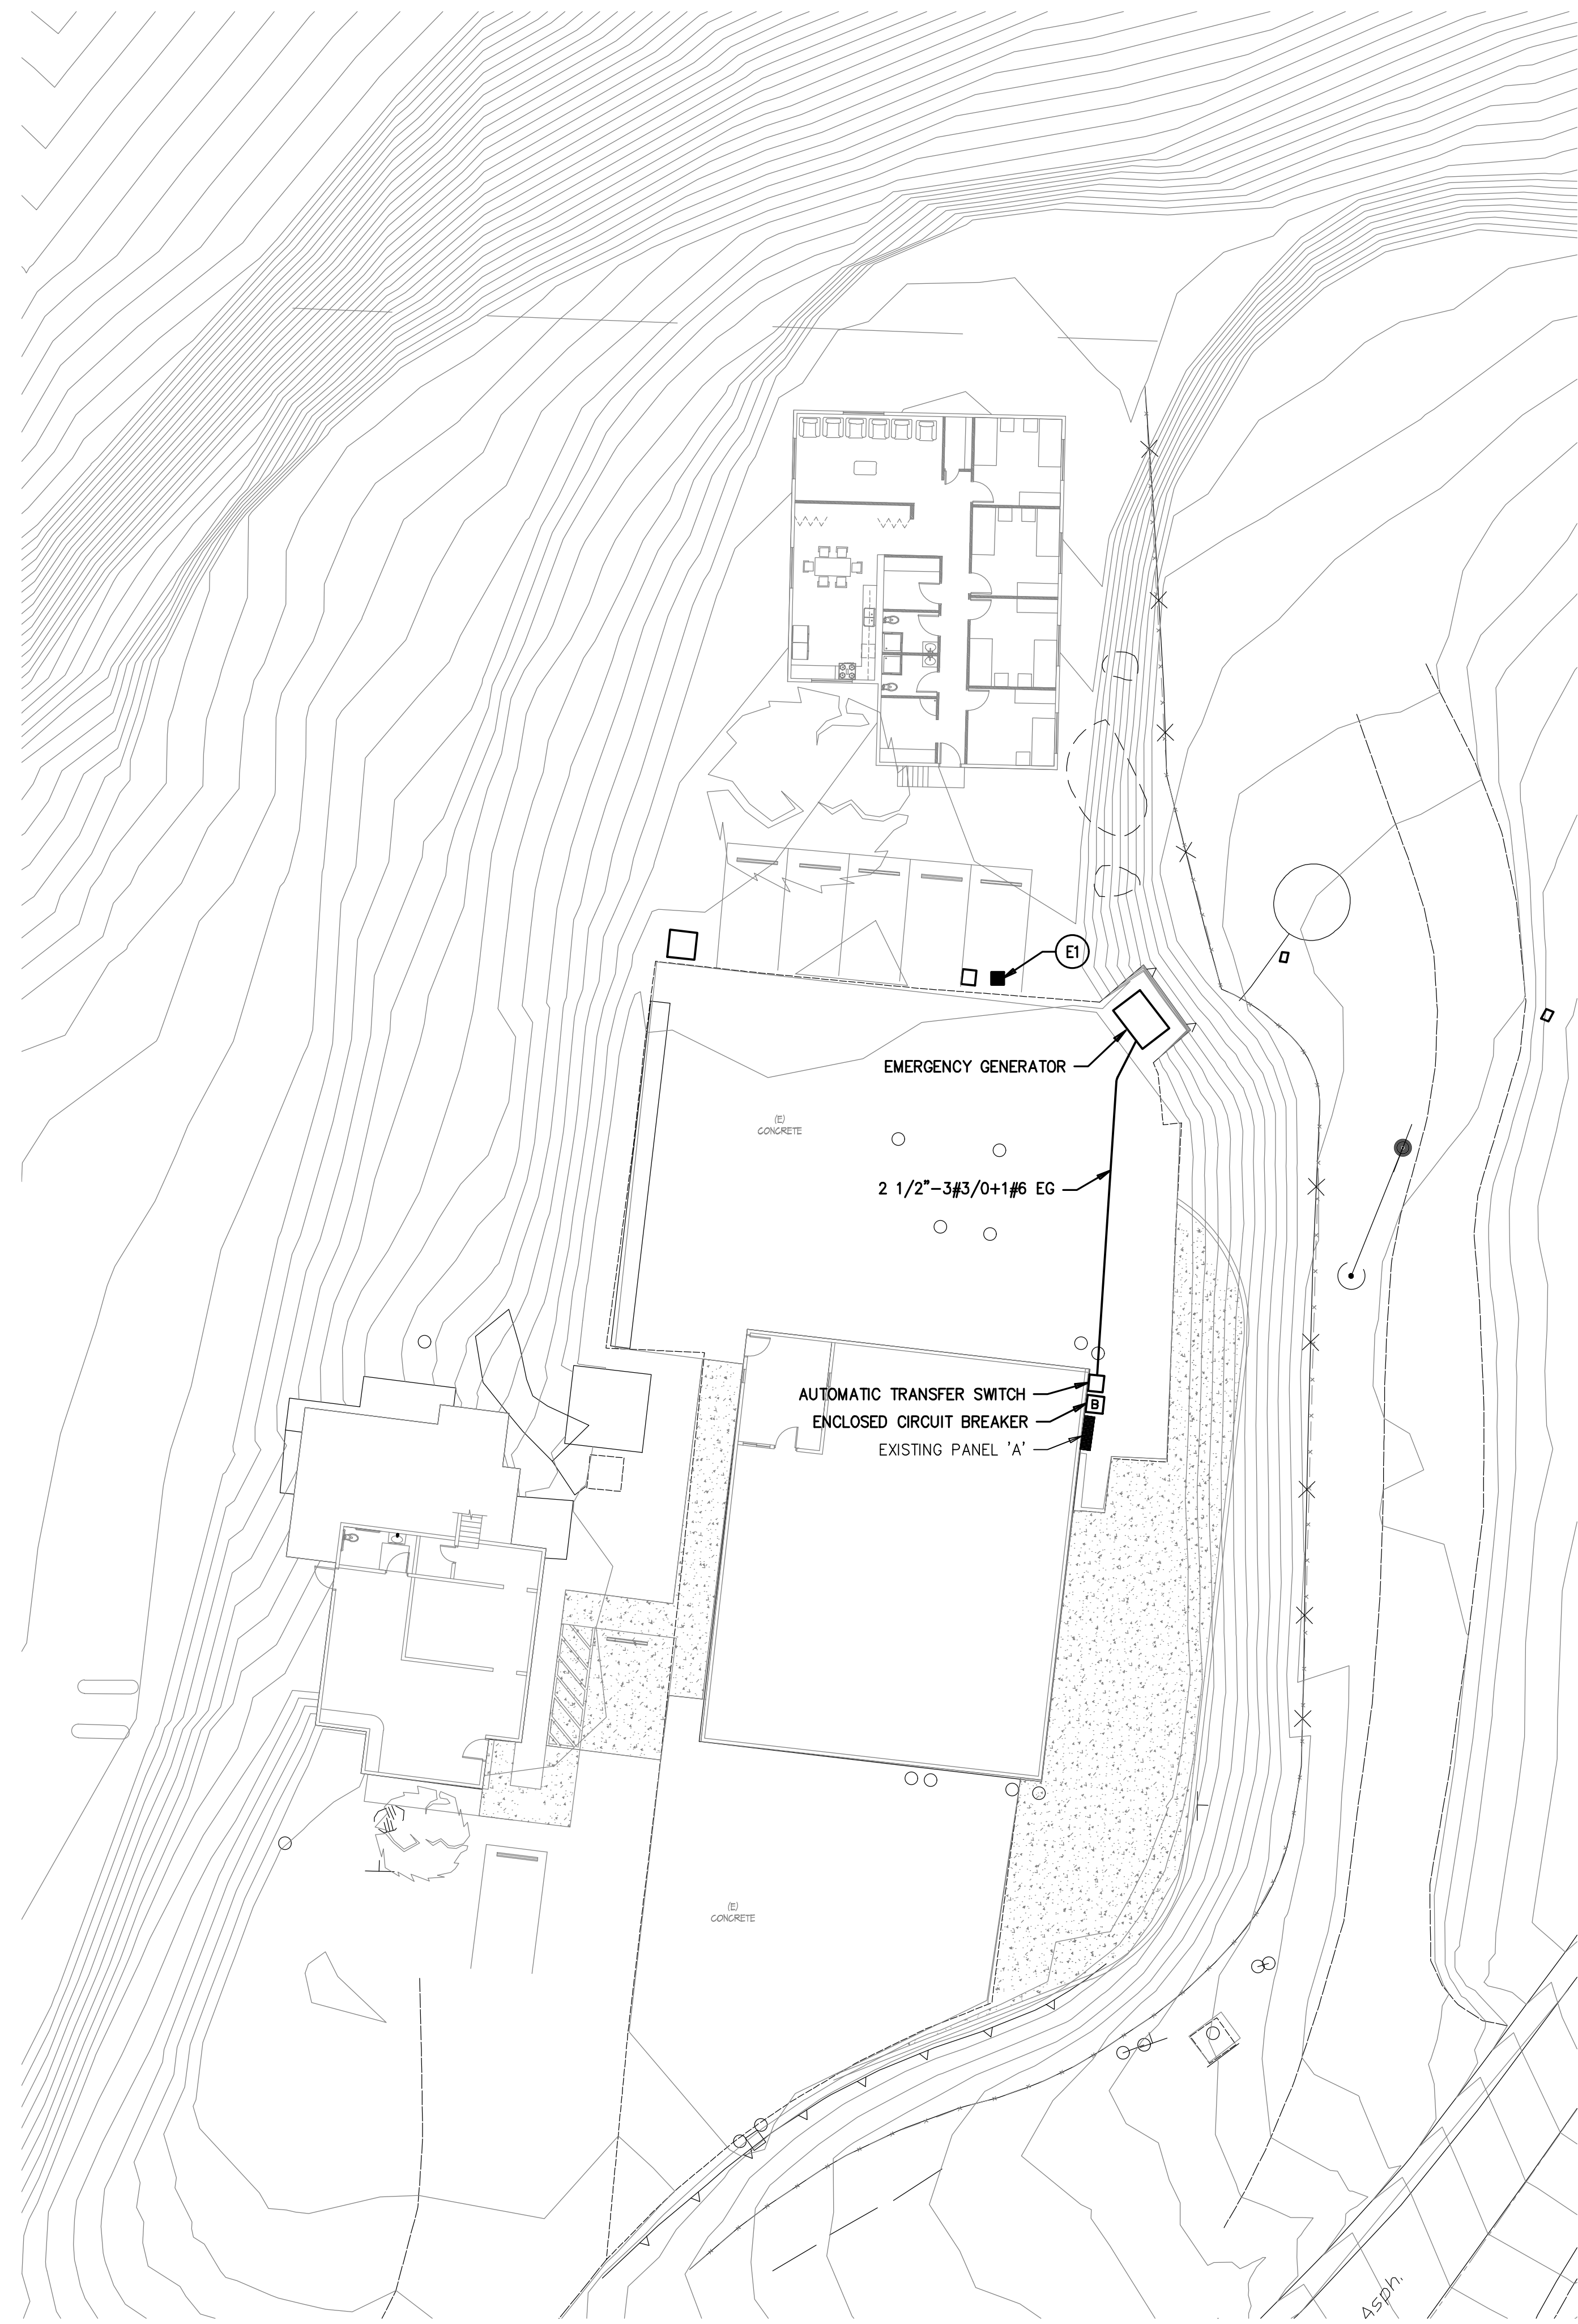 E1
EMERGENCY GENERATOR
(E)
CONCRETE
2 1/2"-3#3/0+1#6 EG
AUTOMATIC TRANSFER SWITCH
B
ENCLOSED CIRCUIT BREAKER
EXISTING PANEL 'A'
(E)
CONCRETE
Asph.